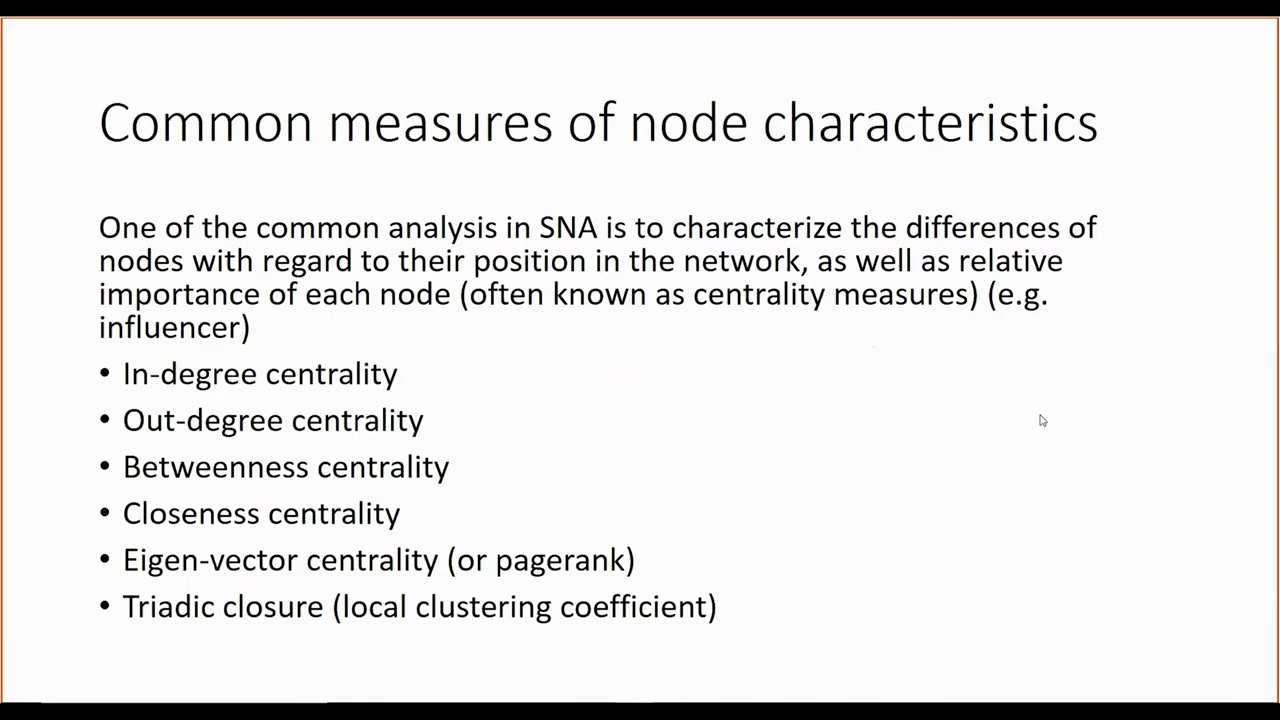 Common measures of node characteristics
One of the common analysis in SNA is to characterize the differences of
nodes with regard to their position in the network, as well as relative
importance of each node (often known as centrality measures) (e.g.
influencer)
• In-degree centrality
• Out-degree centrality
• Betweenness centrality
• Closeness centrality
• Eigen-vector centrality (or pagerank)
• Triadic closure (local clustering coefficient)